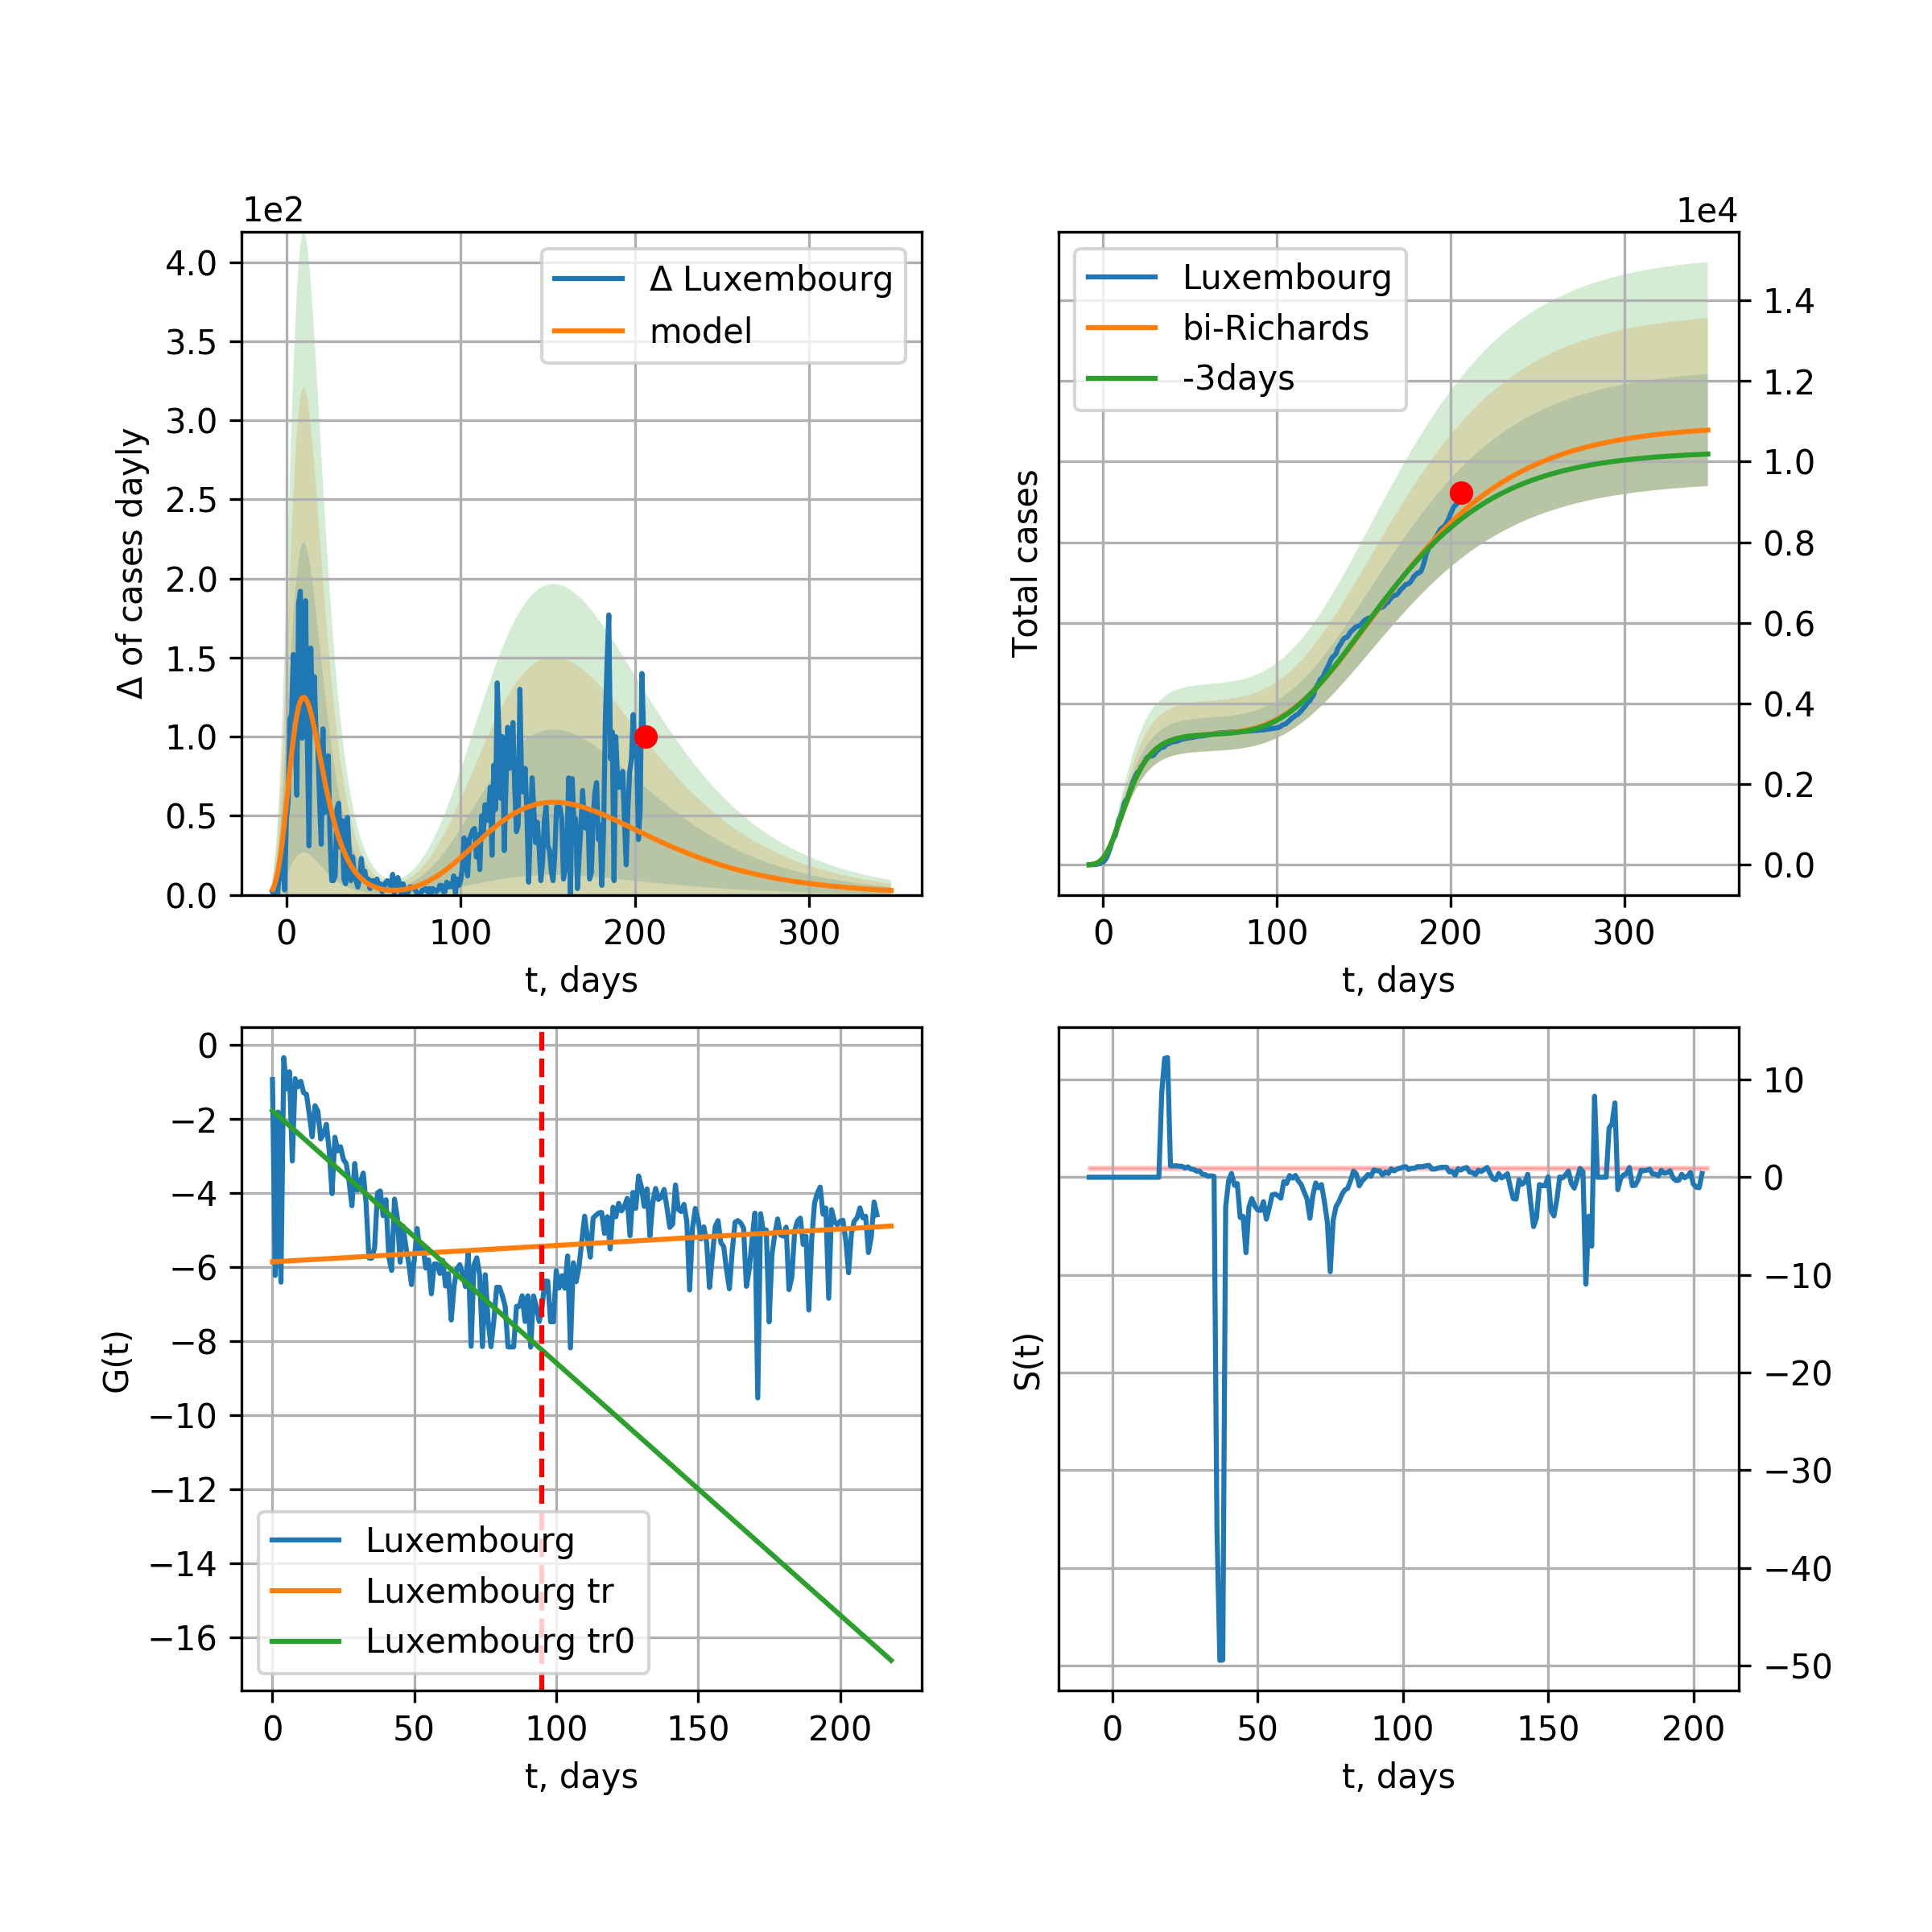 1e2
Δ of cases dayly
4.0
3.5
3.0
2.5
2.0
1.5
1.0
0.5
0.0
Δ Luxembourg
model
0 100 200 300
t, days
1e4
Total cases
Luxembourg
bi-Richards
-3days
1.4
1.2
1.0
0.8
0.6
0.4
0.2
0.0
0 100 200 300
t, days
G(t)
0
−2
−4
−6
−8
−10
−12
−14
−16
Luxembourg
Luxembourg tr
Luxembourg tr0
0 50 100 150 200
t, days
S(t)
10
0
−10
−20
−30
−40
−50
0 50 100 150 200
t, days